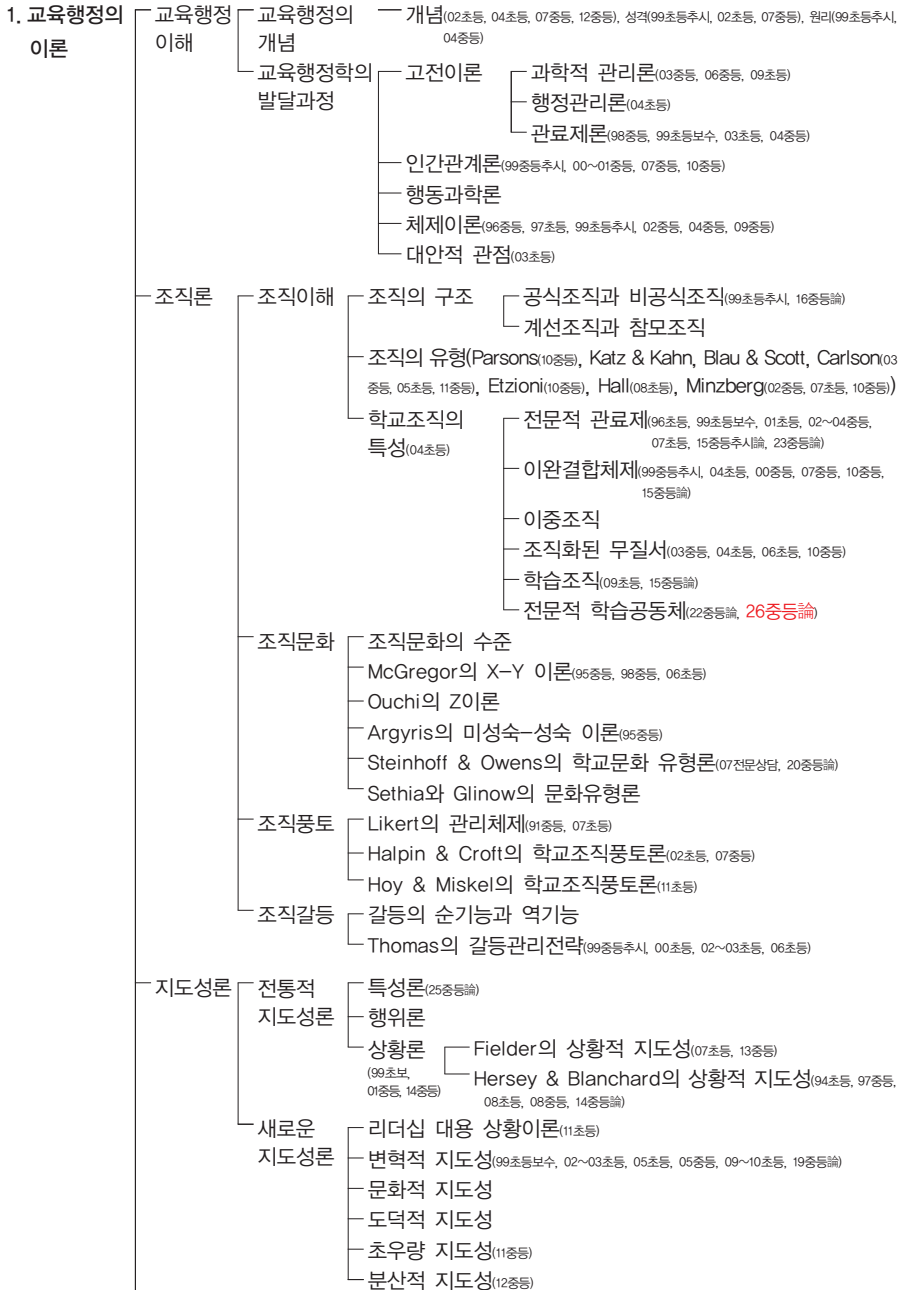 1. 교육행정의 이론
교육행정 이해
교육행정의 개념
개념(02초등, 04초등, 07중등, 12중등), 성격(99초등추시, 02초등, 07중등), 원리(99초등추시,
04중등)
교육행정학의 발달과정
고전이론
과학적 관리론(03중등, 06중등, 09초등)
행정관리론(04초등)
관료제론(98중등, 99초등보수, 03초등, 04중등)
인간관계론(99중등추시, 00~01중등, 07중등, 10중등)
행동과학론
체제이론(96중등, 97초등, 99초등추시, 02중등, 04중등, 09중등)
대안적 관점(03초등)
조직론
조직이해
조직의 구조
공식조직과 비공식조직(99초등추시, 16중등論)
계선조직과 참모조직
조직의 유형(Parsons(10중등), Katz & Kahn, Blau & Scott, Carlson(03
중등, 05초등, 11중등), Etzioni(10중등), Hall(08초등), Minzberg(02중등, 07초등, 10중등))
학교조직의 특성(04초등)
전문적 관료제(96초등, 99초등보수, 01초등, 02~04중등,
07초등, 15중등추시論, 23중등論)
이완결합체제(99중등추시, 04초등, 00중등, 07중등, 10중등,
15중등論)
이중조직
조직화된 무질서(03중등, 04초등, 06초등, 10중등)
학습조직(09초등, 15중등論)
전문적 학습공동체(22중등論, 26중등論)
조직문화
조직문화의 수준
McGregor의 X-Y 이론(95중등, 98중등, 06초등)
Ouchi의 Z이론
Argyris의 미성숙-성숙 이론(95중등)
Steinhoff & Owens의 학교문화 유형론(07전문상담, 20중등論)
Sethia와 Glinow의 문화유형론
조직풍토
Likert의 관리체제(91중등, 07초등)
Halpin & Croft의 학교조직풍토론(02초등, 07중등)
Hoy & Miskel의 학교조직풍토론(11초등)
조직갈등
갈등의 순기능과 역기능
Thomas의 갈등관리전략(99중등추시, 00초등, 02~03초등, 06초등)
지도성론
전통적 지도성론
특성론(25중등論)
행위론
상황론
(99초보,
01중등, 14중등)
Fielder의 상황적 지도성(07초등, 13중등)
Hersey & Blanchard의 상황적 지도성(94초등, 97중등,
08초등, 08중등, 14중등論)
새로운 지도성론
리더십 대용 상황이론(11초등)
변혁적 지도성(99초등보수, 02~03초등, 05초등, 05중등, 09~10초등, 19중등論)
문화적 지도성
도덕적 지도성
초우량 지도성(11중등)
분산적 지도성(12중등)